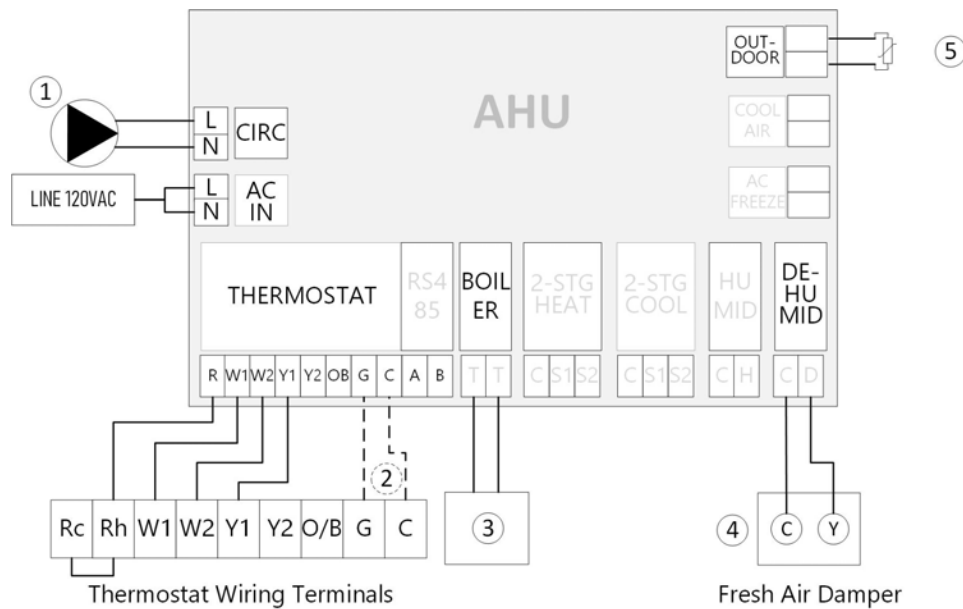 OUT-
DOOR
5
1
AHU
L
N
CIRC
COOL
AIR
LINE 120VAC
L
N
AC
IN
AC
FREEZE
THERMOSTAT
RS4
85
BOIL
ER
2-STG
HEAT
2-STG
COOL
HU
MID
DE-
HU
MID
R W1 W2 Y1 Y2 OB G C A B
T T
C S1 S2
C S1 S2
C H
C D
2
Rc Rh W1 W2 Y1 Y2 O/B G C
3
4
C Y
Thermostat Wiring Terminals
Fresh Air Damper